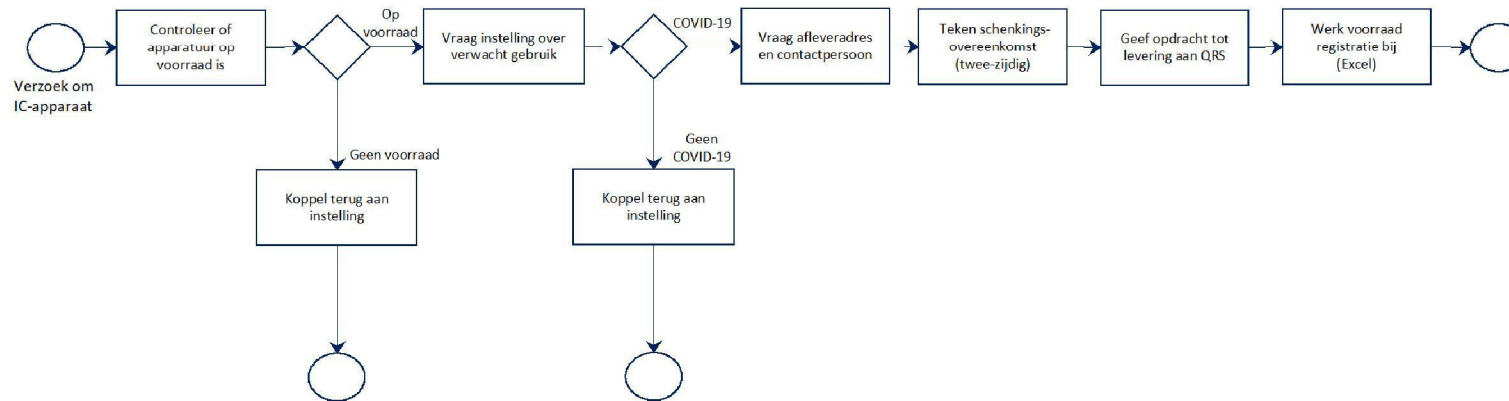 Verzoek om
IC-apparaat
Controleer of
apparatuur op
voorraad is
Op
voorraad
Geen voorraad
Koppel terug aan
instelling
Vraag instelling over
verwacht gebruik
COVID-19
Geen
COVID-19
Koppel terug aan
instelling
Vraag afleveradres
en contactpersoon
Teken schenkings-
overeenkomst
(twee-zijdig)
Geef opdracht tot
levering aan QRS
Werk voorraad
registratie bij
(Excel)